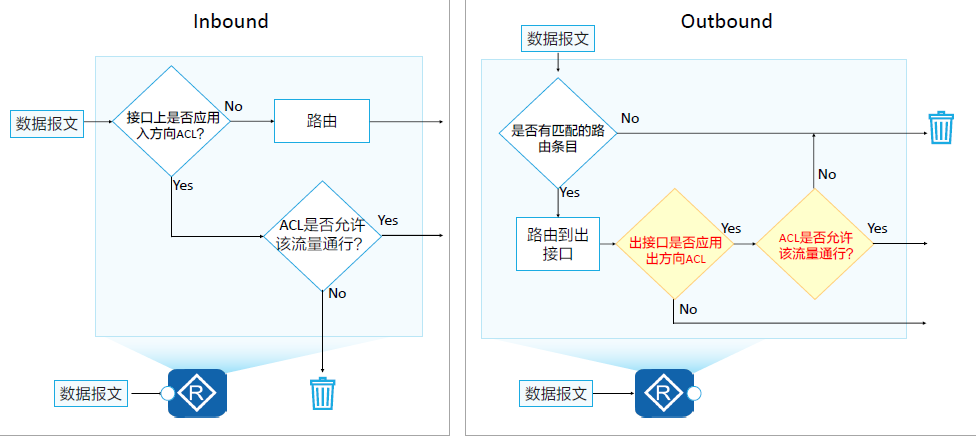 Inbound
数据报文
接口上是否应用
入方向ACL?
No
路由
Yes
ACL是否允许
该流量通行?
Yes
No
数据报文
R
Outbound
数据报文
是否有匹配的路
由条目
No
Yes
路由到出
接口
出接口是否应用
出方向ACL
Yes
No
ACL是否允许
该流量通行?
No
Yes
数据报文
R